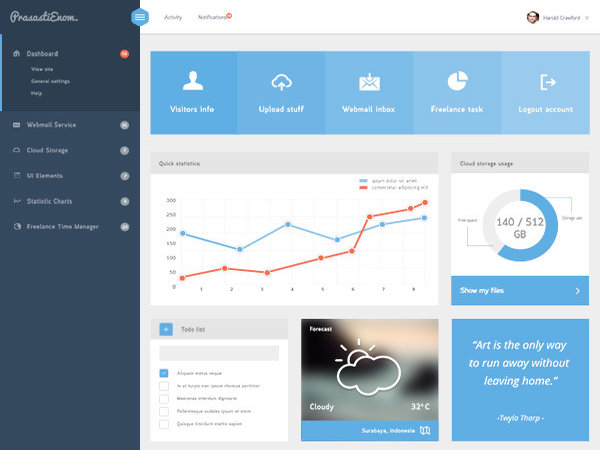 PrasastiEnom.
Activity
Notifications
Harold Crawford
Dashboard
View site
General settings
Help
Webmail Service
Cloud Storage
UI Elements
Statistic Charts
Freelance Time Manager
Visitors Info
Upload stuff
Webmail inbox
Freelance task
Logout account
Quick statistics
ipsum dolor sit amet
consectetur adipiscing elit
300
250
200
150
100
50
0
1 2 3 4 5 6 7 8
Cloud storage usage
Free space
140 / 512
GB
Storage use
Show my files
Todo list
Aliquam metus neque
In ut turpis non ipsum rhoncus porttitor
Maecenas interdum dignissim
Pellentesque sodales ipsum et enim
Quisque tincidunt mattis sapien
Forecast
Cloudy 32°C
Surabaya, Indonesia
“Art is the only way
to run away without
leaving home.”
-Twyla Tharp -